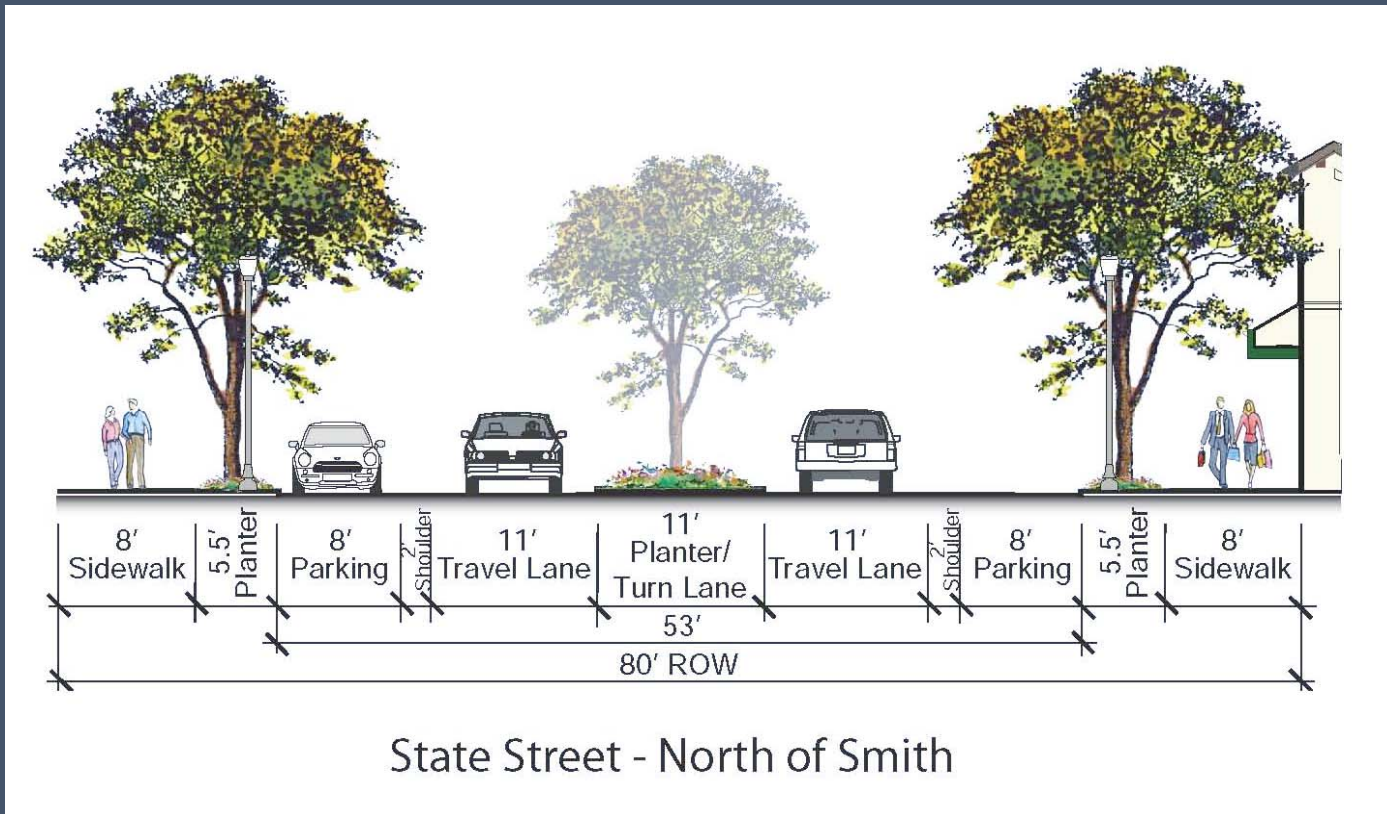 8'
Sidewalk
5.5'
Planter
8'
Parking
2'
Shoulder
11'
Travel Lane
11'
Planter/
Turn Lane
11'
Travel Lane
2'
Shoulder
8'
Parking
5.5'
Planter
8'
Sidewalk
53'
80' ROW
State Street - North of Smith